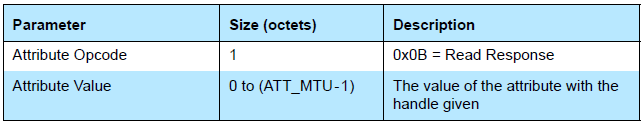 Parameter Size (octets) Description
Attribute Opcode 1 0x0B = Read Response
Attribute Value 0 to (ATT_MTU-1) The value of the attribute with the
handle given